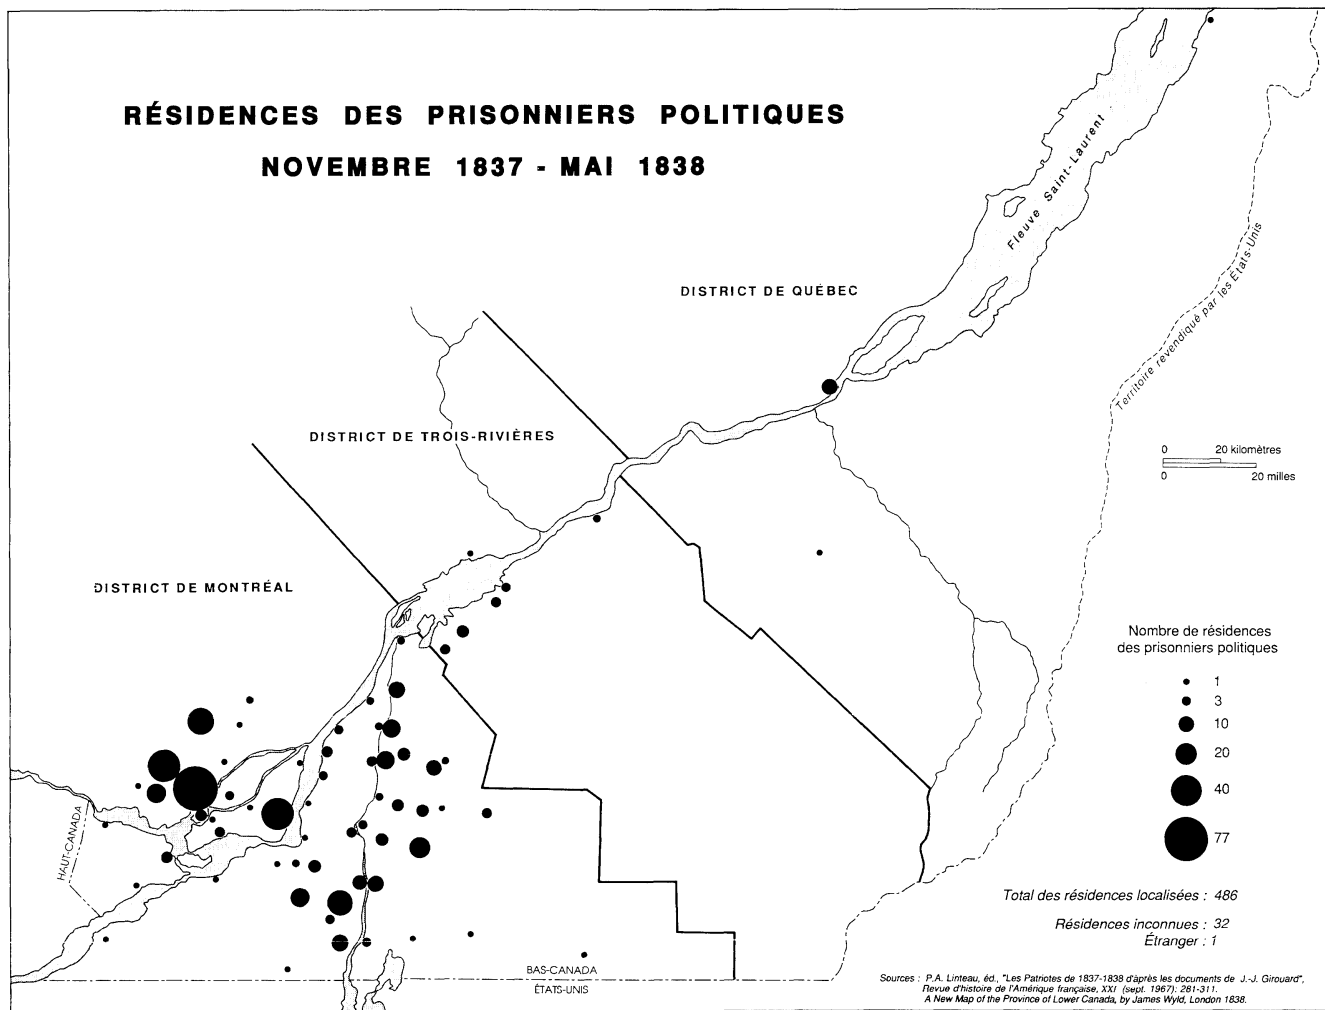 RÉSIDENCES DES PRISONNIERS POLITIQUES
NOVEMBRE 1837 - MAI 1838
Fleuve Saint-Laurent
DISTRICT DE QUÉBEC
Territoire revendiqué par les États-Unis
DISTRICT DE TROIS-RIVIÈRES
0 20 kilomètres
0 20 milles
DISTRICT DE MONTRÉAL
Nombre de résidences
des prisonniers politiques
1
3
10
20
40
77
HAUT-CANADA
Total des résidences localisées : 486
Résidences inconnues : 32
Étranger : 1
BAS-CANADA
ÉTATS-UNIS
Sources : P.A. Linteau, éd., "Les Patriotes de 1837-1838 d'àprès les documents de J.-J. Girouard",
Revue d'histoire de l'Amérique française, XXI (sept. 1967): 281-311.
A New Map of the Province of Lower Canada, by James Wyld, London 1838.